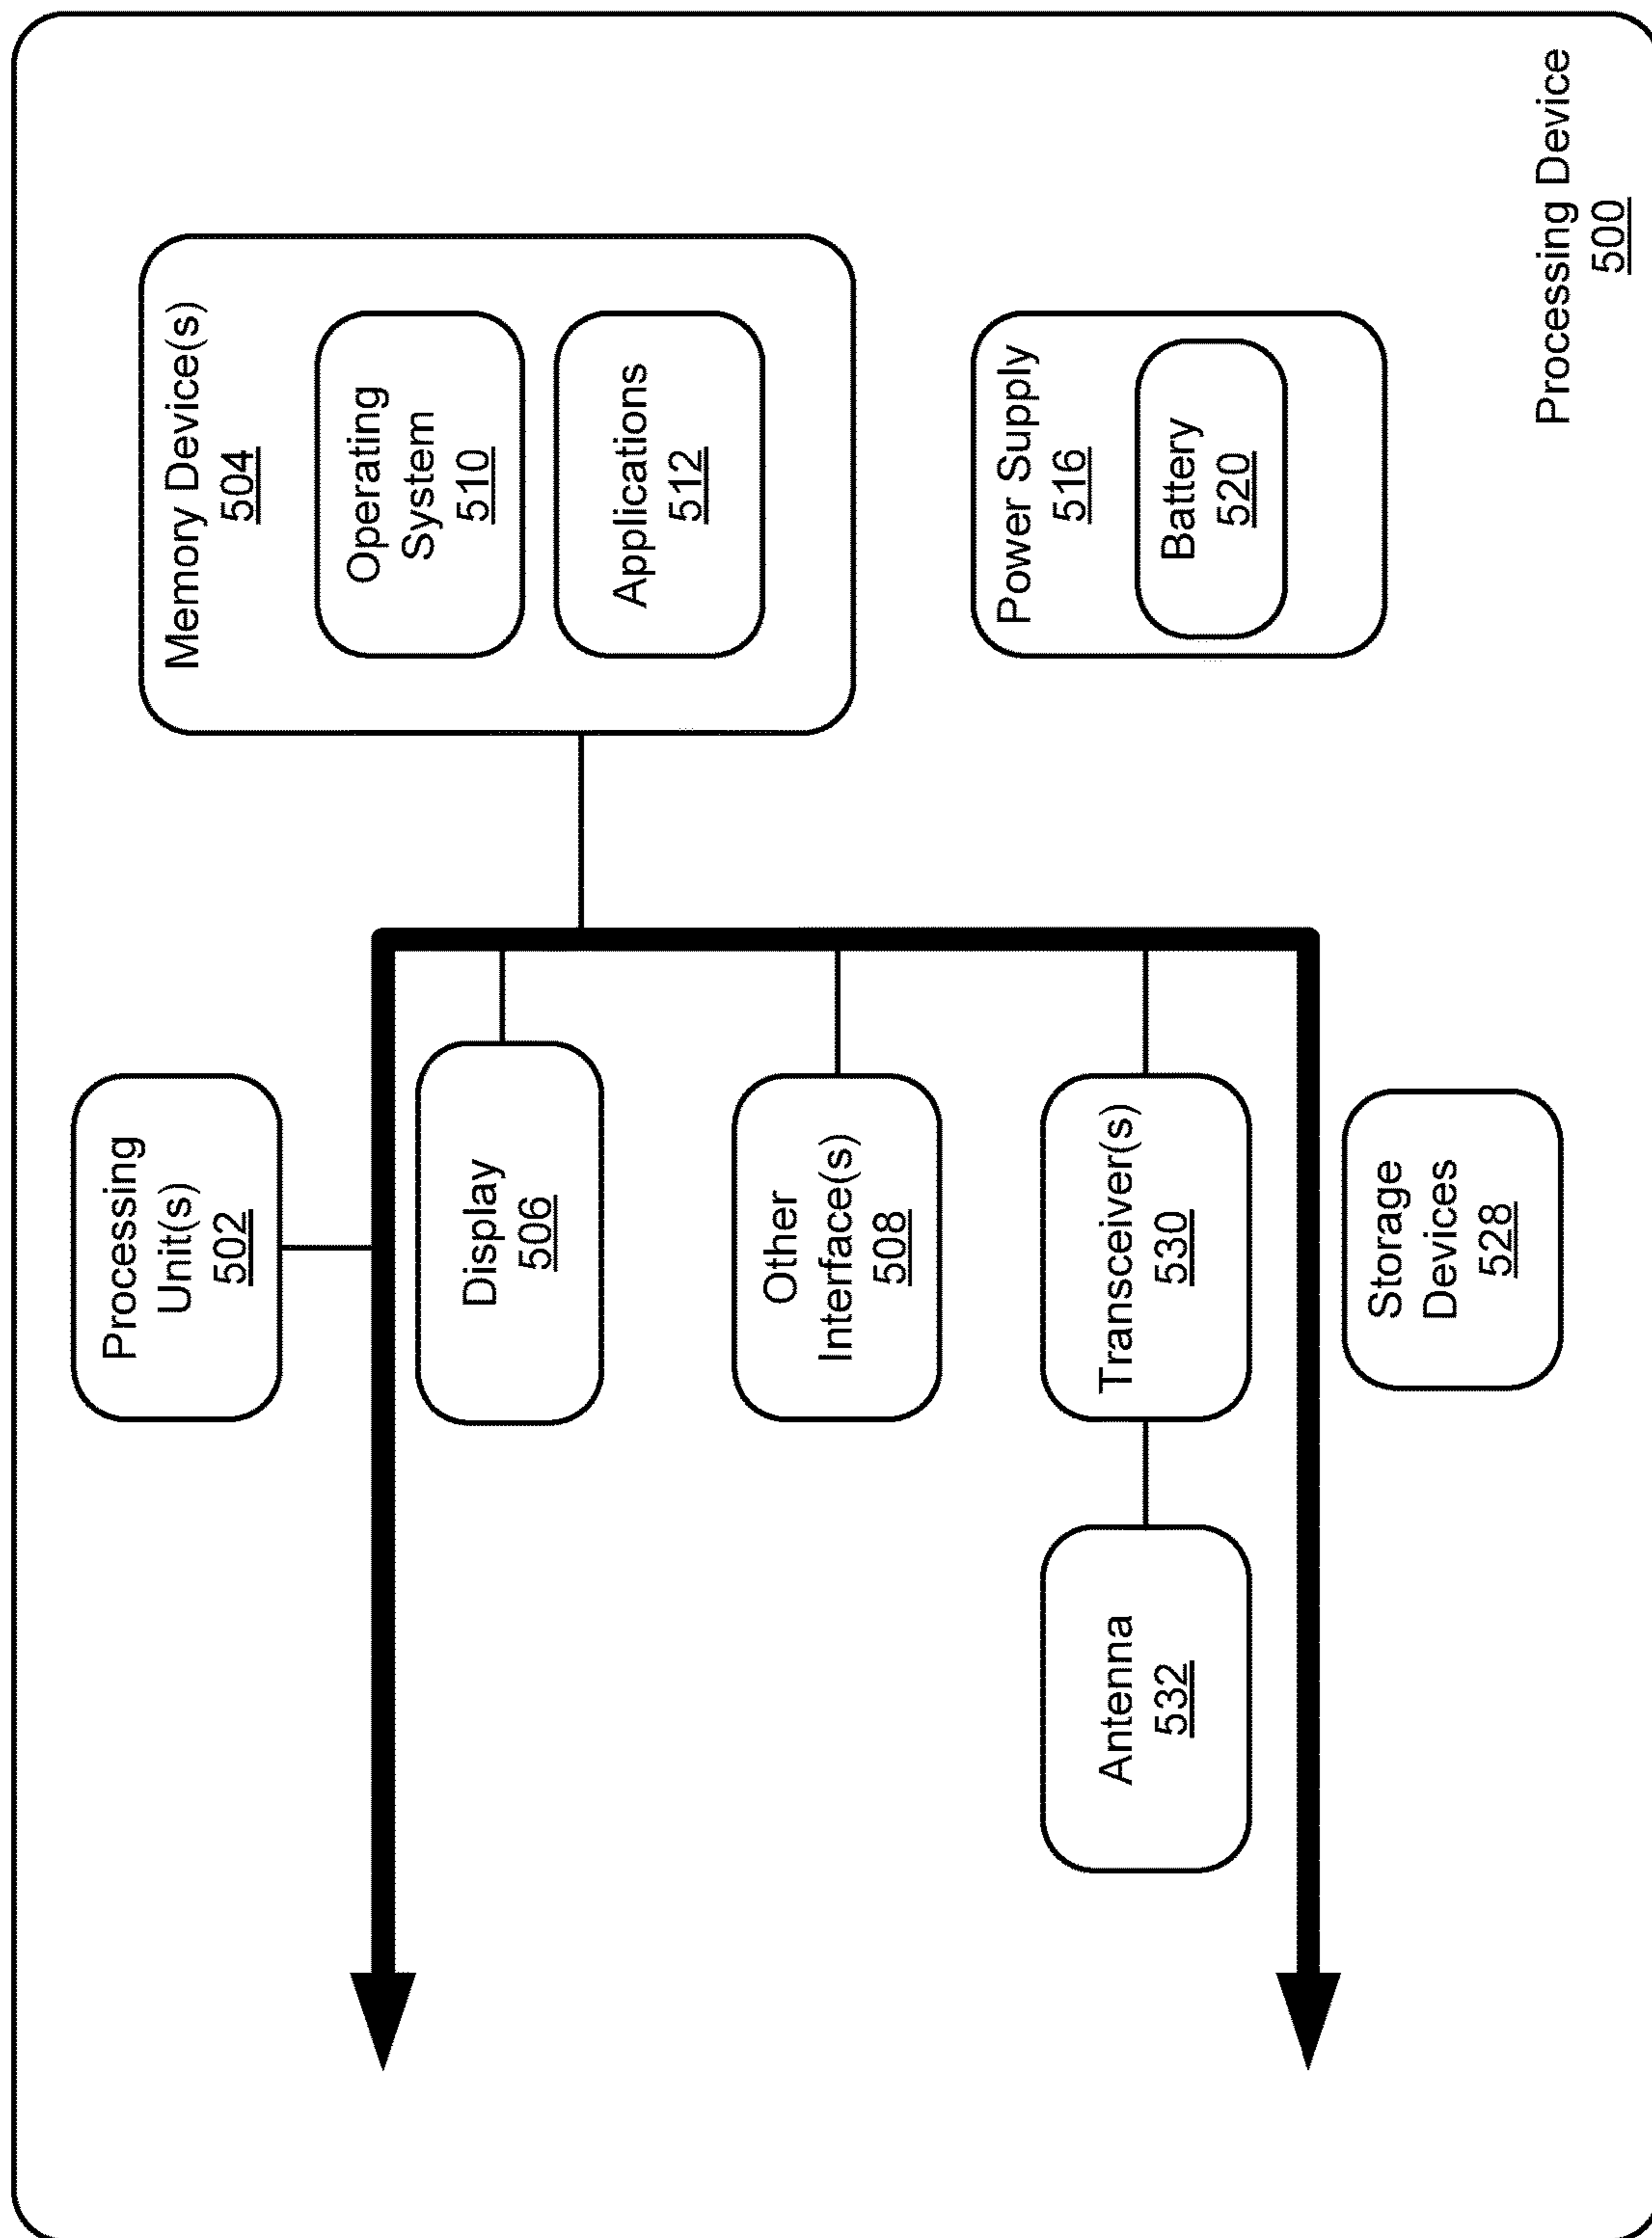 Processing
Unit(s)
502
Display
506
Other
Interface(s)
508
Transceiver(s)
530
Antenna
532
Storage
Devices
528
Memory Device(s)
504
Operating
System
510
Applications
512
Power Supply
516
Battery
520
Processing Device
500